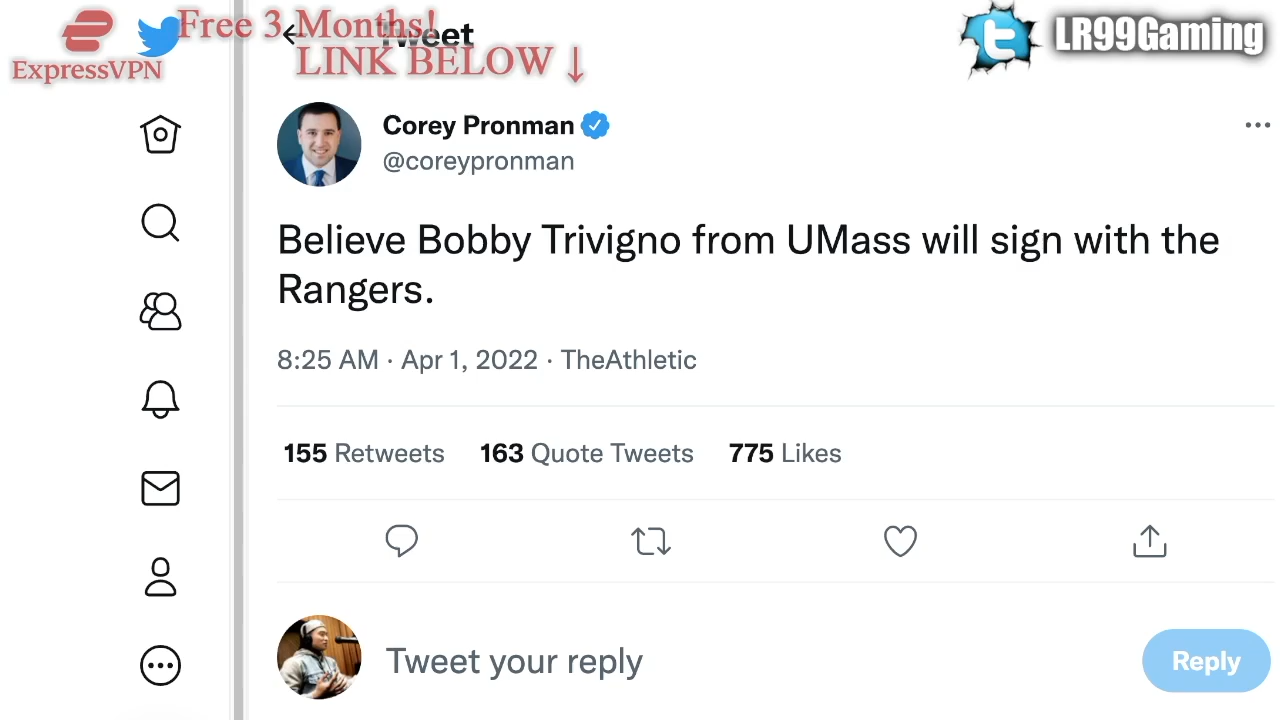 Free 3 Months!
Tweet
LINK BELOW ↓
ExpressVPN
LR99Gaming
Corey Pronman
@coreypronman
Believe Bobby Trivigno from UMass will sign with the
Rangers.
8:25 AM · Apr 1, 2022 · TheAthletic
155 Retweets 163 Quote Tweets 775 Likes
Tweet your reply
Reply